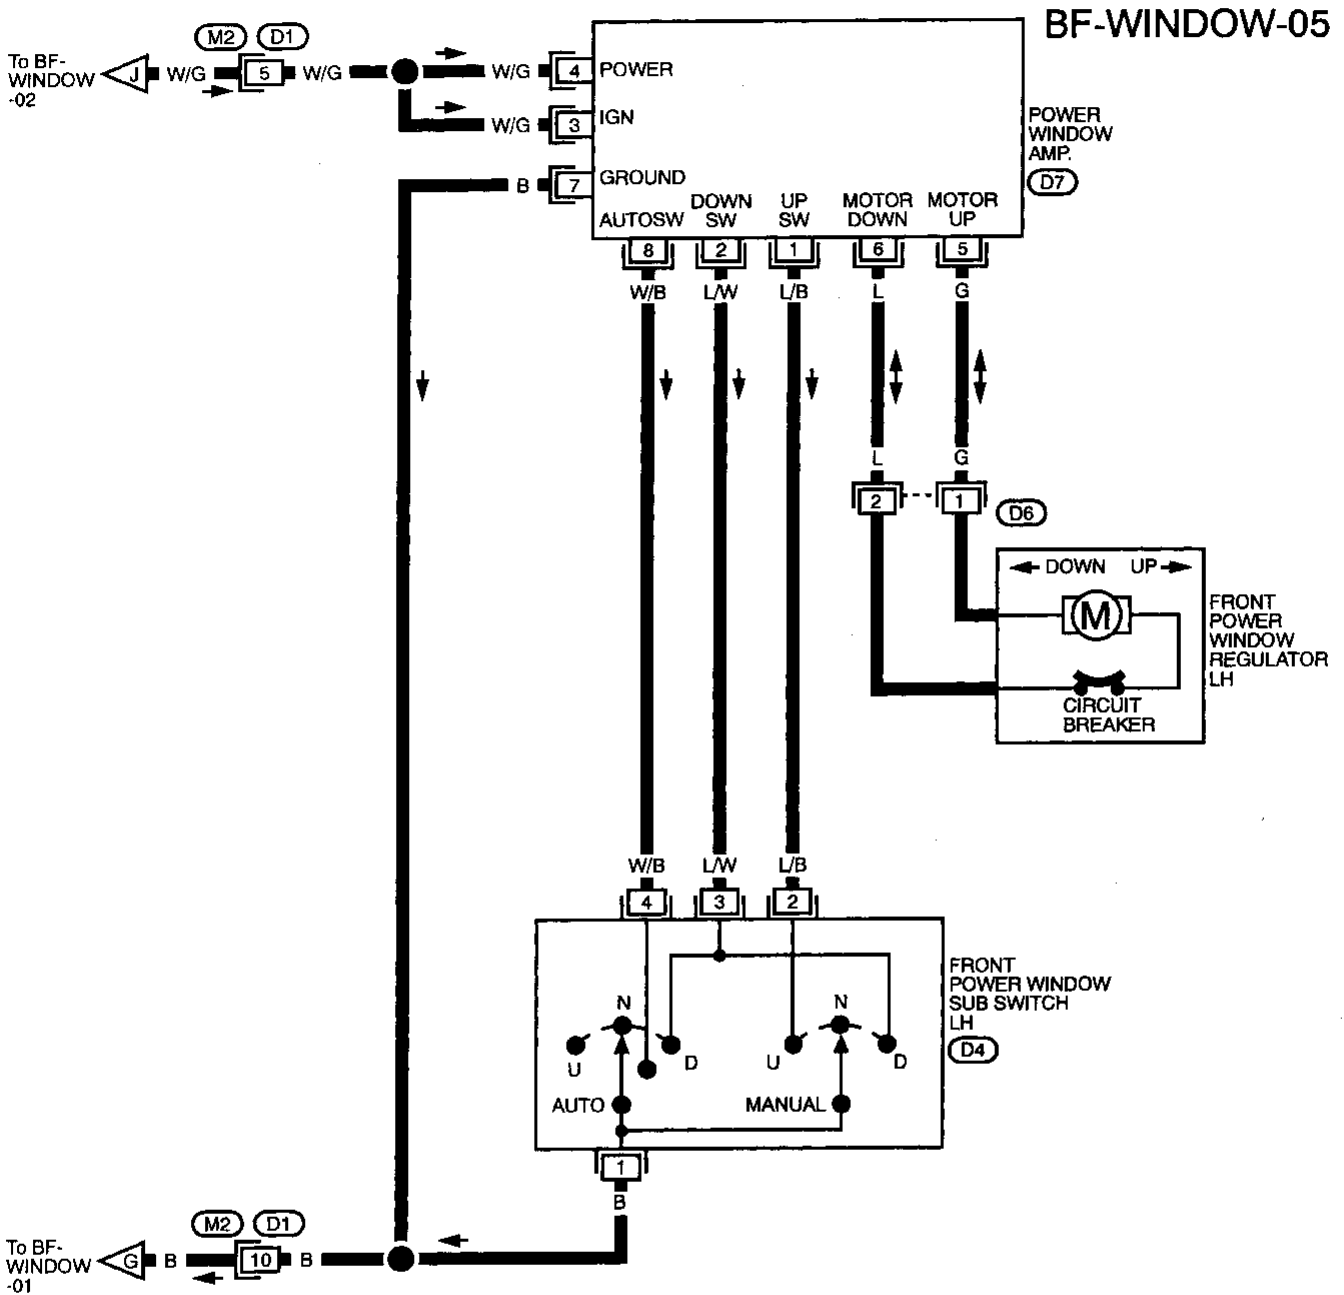 BF-WINDOW-05
M2 D1
To BF-
WINDOW
-02
J W/G 5 W/G W/G 4 POWER
W/G 3 IGN
B 7 GROUND
POWER
WINDOW
AMP.
D7
AUTOSW
DOWN
SW
UP
SW
MOTOR
DOWN
MOTOR
UP
8 2 1 6 5
W/B L/W L/B L G
L G
2 1
D6
DOWN UP
M
CIRCUIT
BREAKER
FRONT
POWER
WINDOW
REGULATOR
LH
W/B L/W L/B
4 3 2
N N
U D U D
AUTO MANUAL
FRONT
POWER WINDOW
SUB SWITCH
LH
D4
1
B
M2 D1
To BF-
WINDOW
-01
G B 10 B